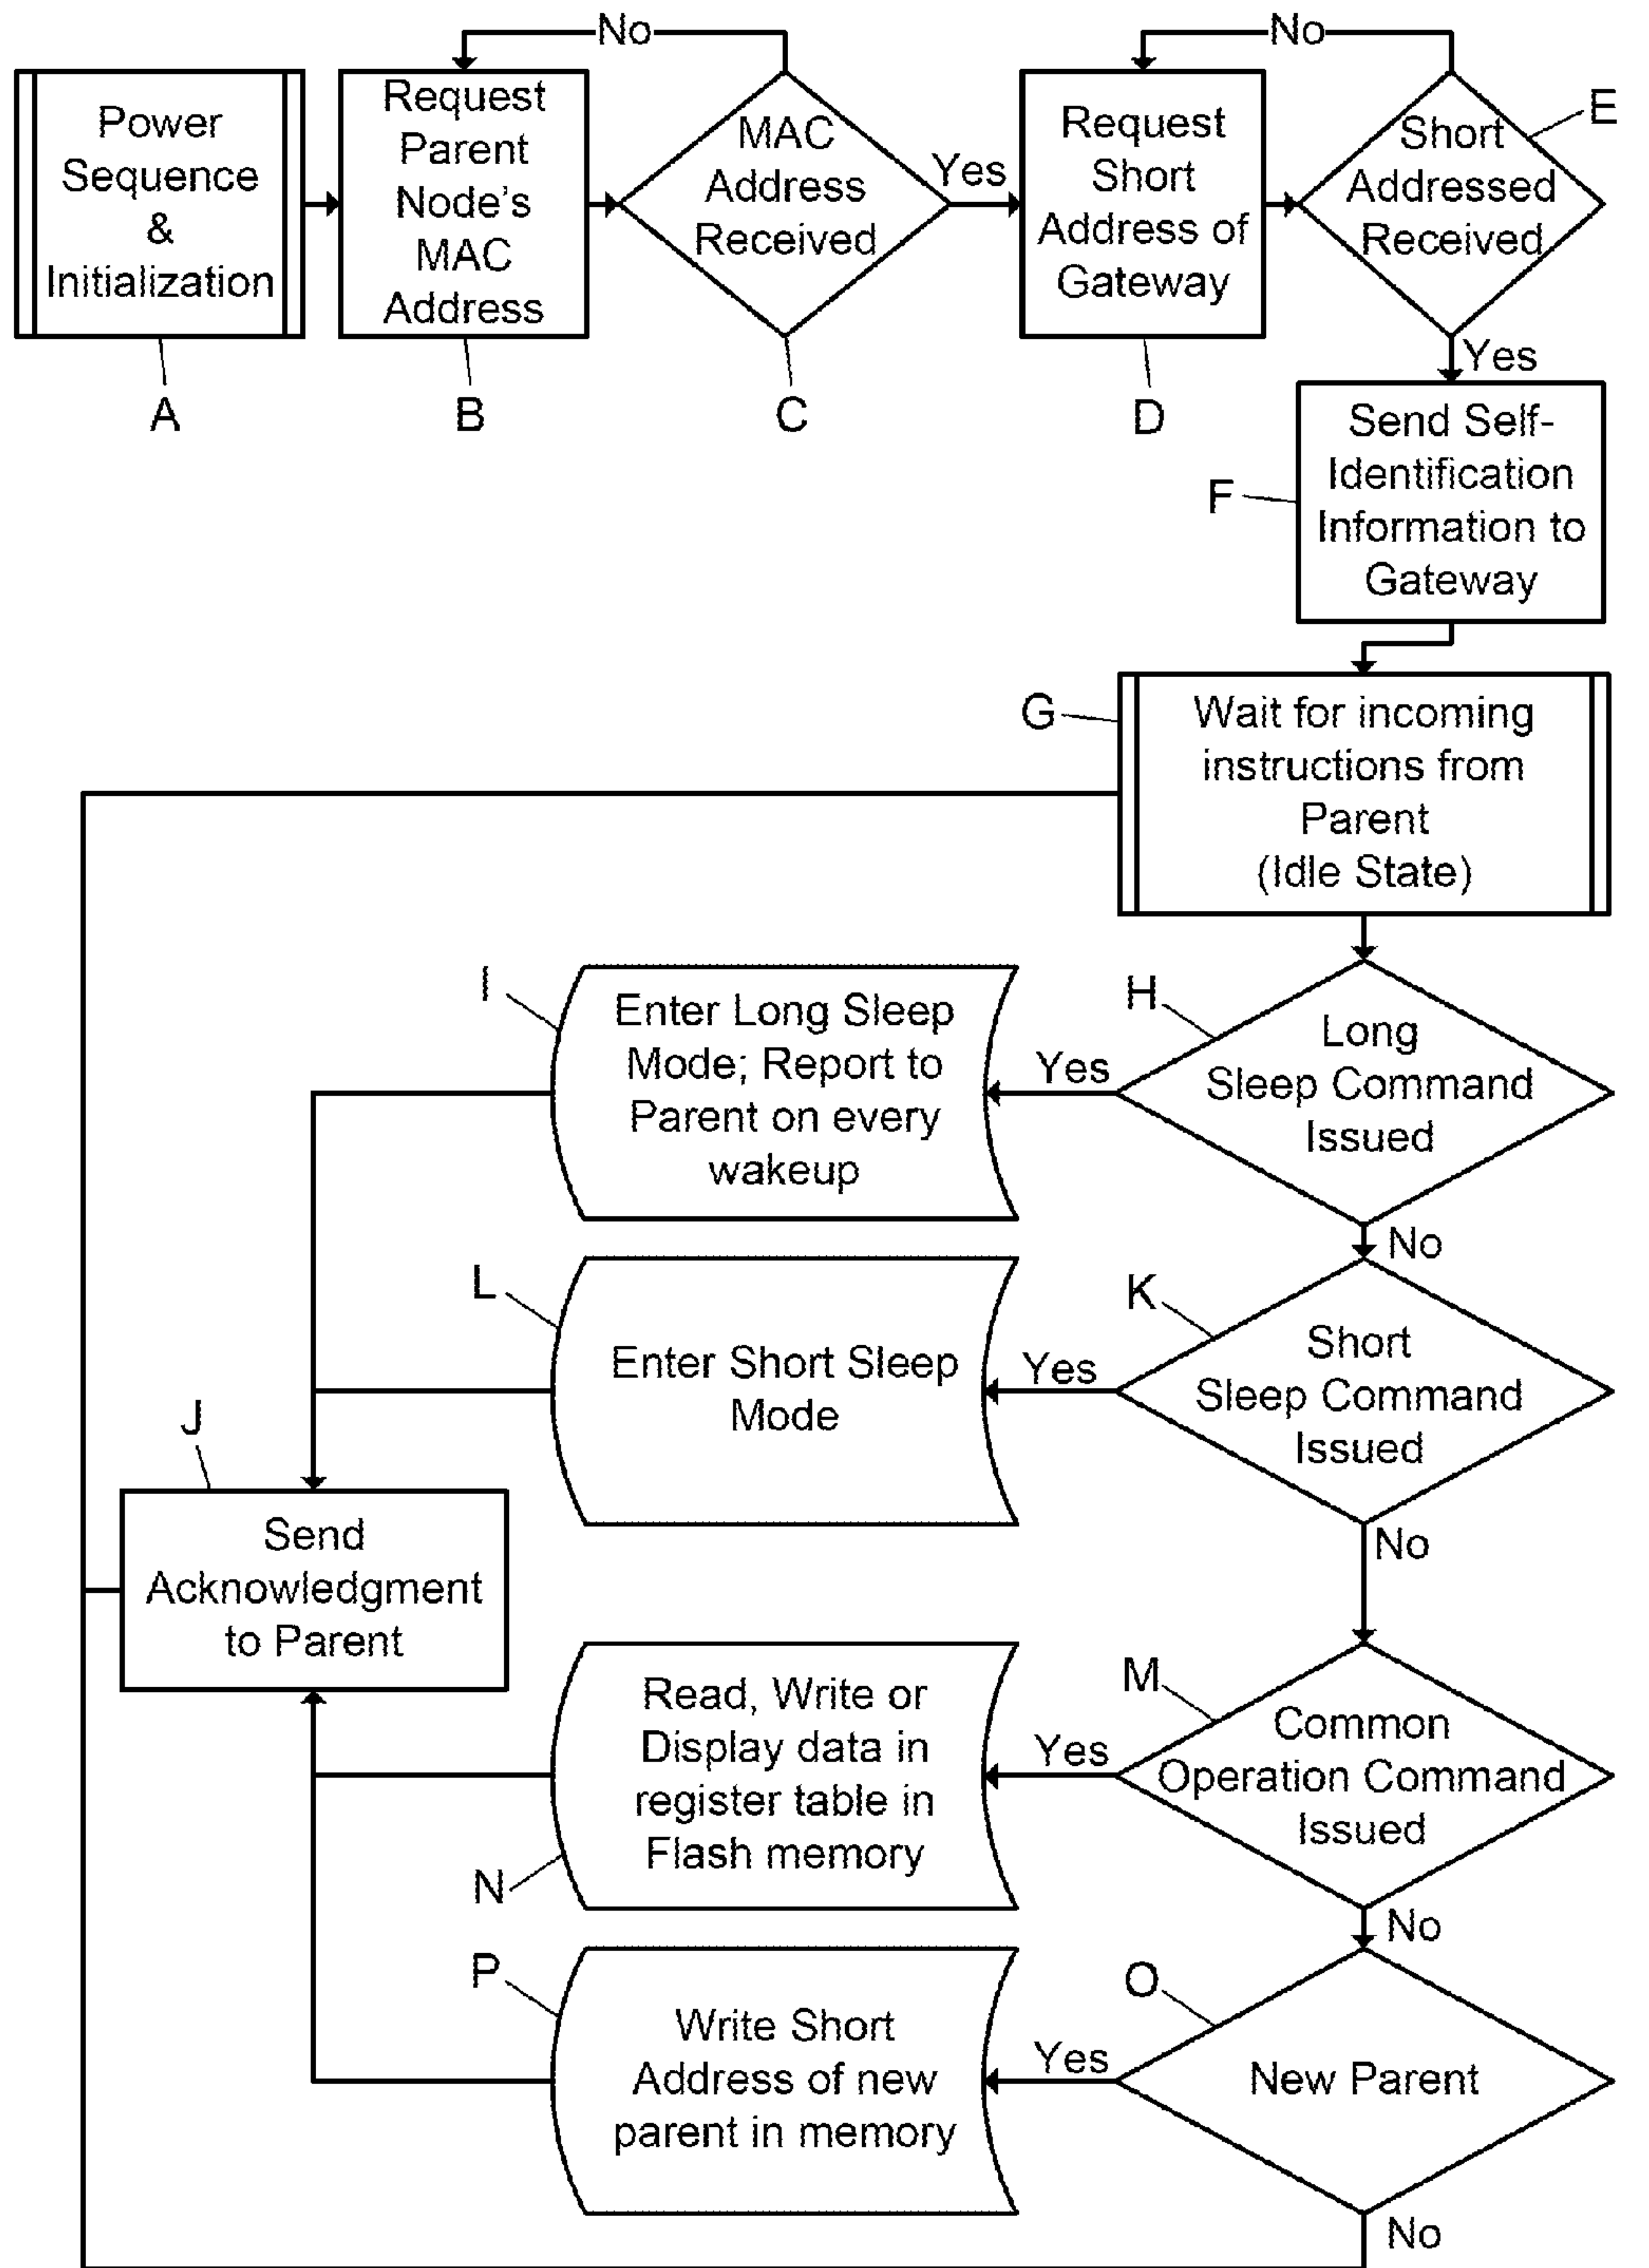 No
No
Power
Sequence
&
Initialization
Request
Parent
Node's
MAC
Address
MAC
Address
Received
Yes
Request
Short
Address of
Gateway
Short
Addressed
Received
E
Yes
A
B
C
D
Send Self-
Identification
Information to
Gateway
F
G
Wait for incoming
instructions from
Parent
(Idle State)
I
Enter Long Sleep
Mode; Report to
Parent on every
wakeup
Yes
H
Long
Sleep Command
Issued
No
L
Enter Short Sleep
Mode
Yes
K
Short
Sleep Command
Issued
No
J
Send
Acknowledgment
to Parent
Read, Write or
Display data in
register table in
Flash memory
N
Yes
M
Common
Operation Command
Issued
No
P
Write Short
Address of new
parent in memory
Yes
O
New Parent
No